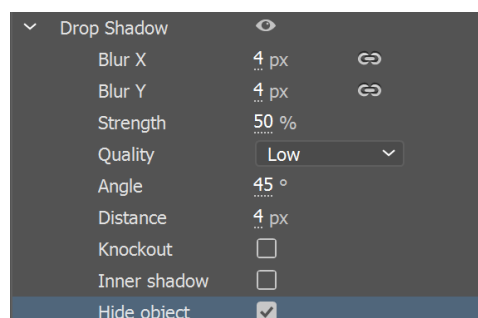 Drop Shadow
Blur X 4 px
Blur Y 4 px
Strength 50 %
Quality Low
Angle 45 °
Distance 4 px
Knockout
Inner shadow
Hide object